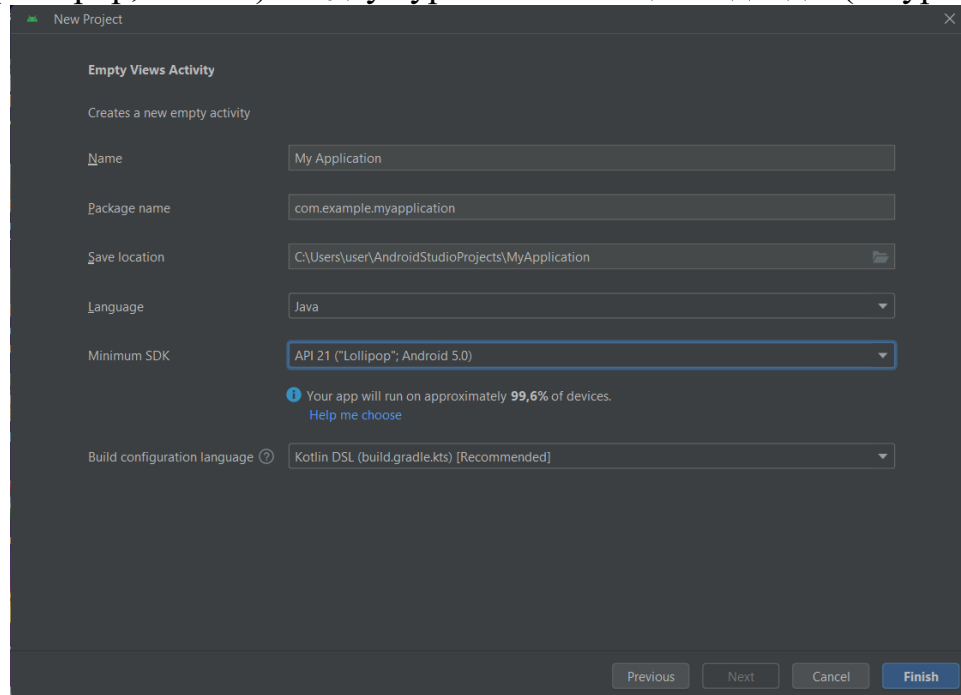 New Project
Empty Views Activity
Creates a new empty activity
Name My Application
Package name com.example.myapplication
Save location C:\Users\user\AndroidStudioProjects\MyApplication
Language Java
Minimum SDK API 21 ("Lollipop"; Android 5.0)
Your app will run on approximately 99,6% of devices.
Help me choose
Build configuration language Kotlin DSL (build.gradle.kts) [Recommended]
Previous Next Cancel Finish